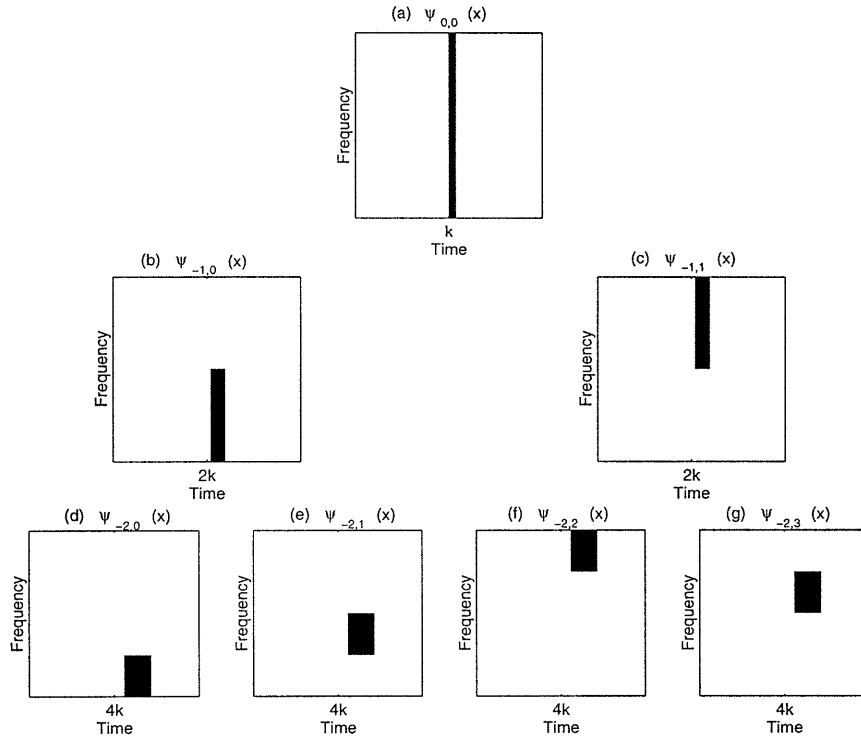 (a) ψ 0,0 (x)
Frequency
k
Time
(b) ψ −1,0 (x)
Frequency
2k
Time
(c) ψ −1,1 (x)
Frequency
2k
Time
(d) ψ −2,0 (x)
Frequency
4k
Time
(e) ψ −2,1 (x)
Frequency
4k
Time
(f) ψ −2,2 (x)
Frequency
4k
Time
(g) ψ −2,3 (x)
Frequency
4k
Time